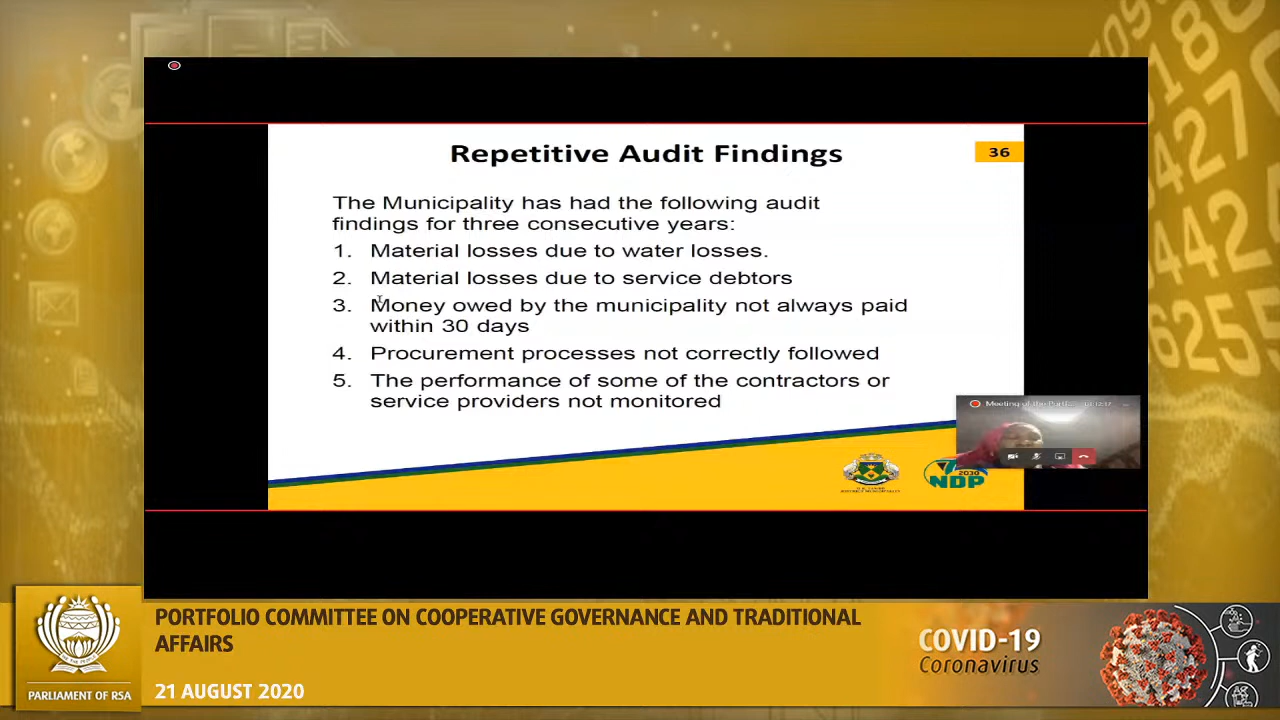 Repetitive Audit Findings
36
The Municipality has had the following audit
findings for three consecutive years:
1. Material losses due to water losses.
2. Material losses due to service debtors
3. Money owed by the municipality not always paid
within 30 days
4. Procurement processes not correctly followed
5. The performance of some of the contractors or
service providers not monitored
Meeting of the
2030
NDP
PARLIAMENT OF RSA
PORTFOLIO COMMITTEE ON COOPERATIVE GOVERNANCE AND TRADITIONAL
AFFAIRS
21 AUGUST 2020
COVID-19
Coronavirus